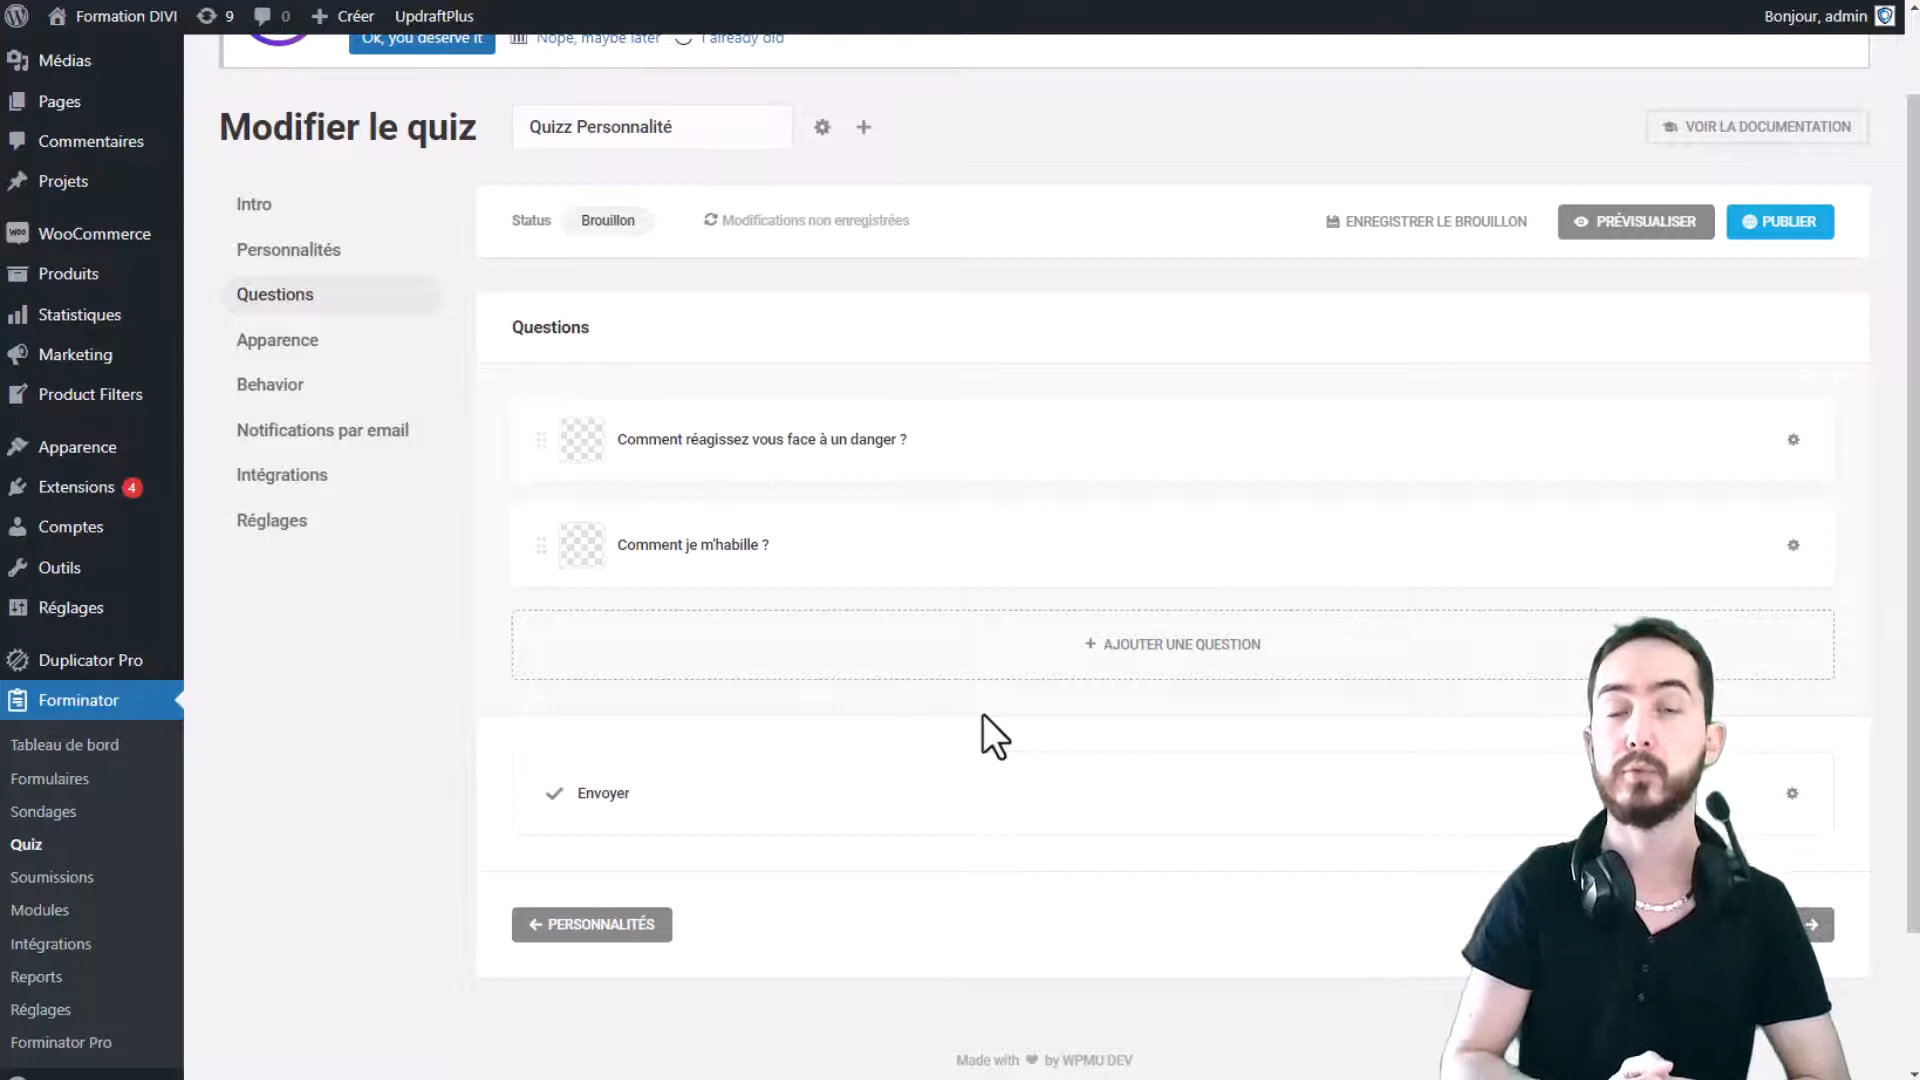 Formation DIVI
9
0
Créer
UpdraftPlus
Bonjour, admin
Ok, you deserve it
Nope, maybe later
I already did
Médias
Pages
Commentaires
Projets
WooCommerce
Produits
Statistiques
Marketing
Product Filters
Apparence
Extensions 4
Comptes
Outils
Réglages
Duplicator Pro
Forminator
Tableau de bord
Formulaires
Sondages
Quiz
Soumissions
Modules
Intégrations
Reports
Réglages
Forminator Pro
Modifier le quiz
Quizz Personnalité
VOIR LA DOCUMENTATION
Intro
Personnalités
Questions
Apparence
Behavior
Notifications par email
Intégrations
Réglages
Status
Brouillon
Modifications non enregistrées
ENREGISTRER LE BROUILLON
PRÉVISUALISER
PUBLIER
Questions
Comment réagissez vous face à un danger ?
Comment je m'habille ?
+ AJOUTER UNE QUESTION
Envoyer
← PERSONNALITÉS
Made with ❤ by WPMU DEV